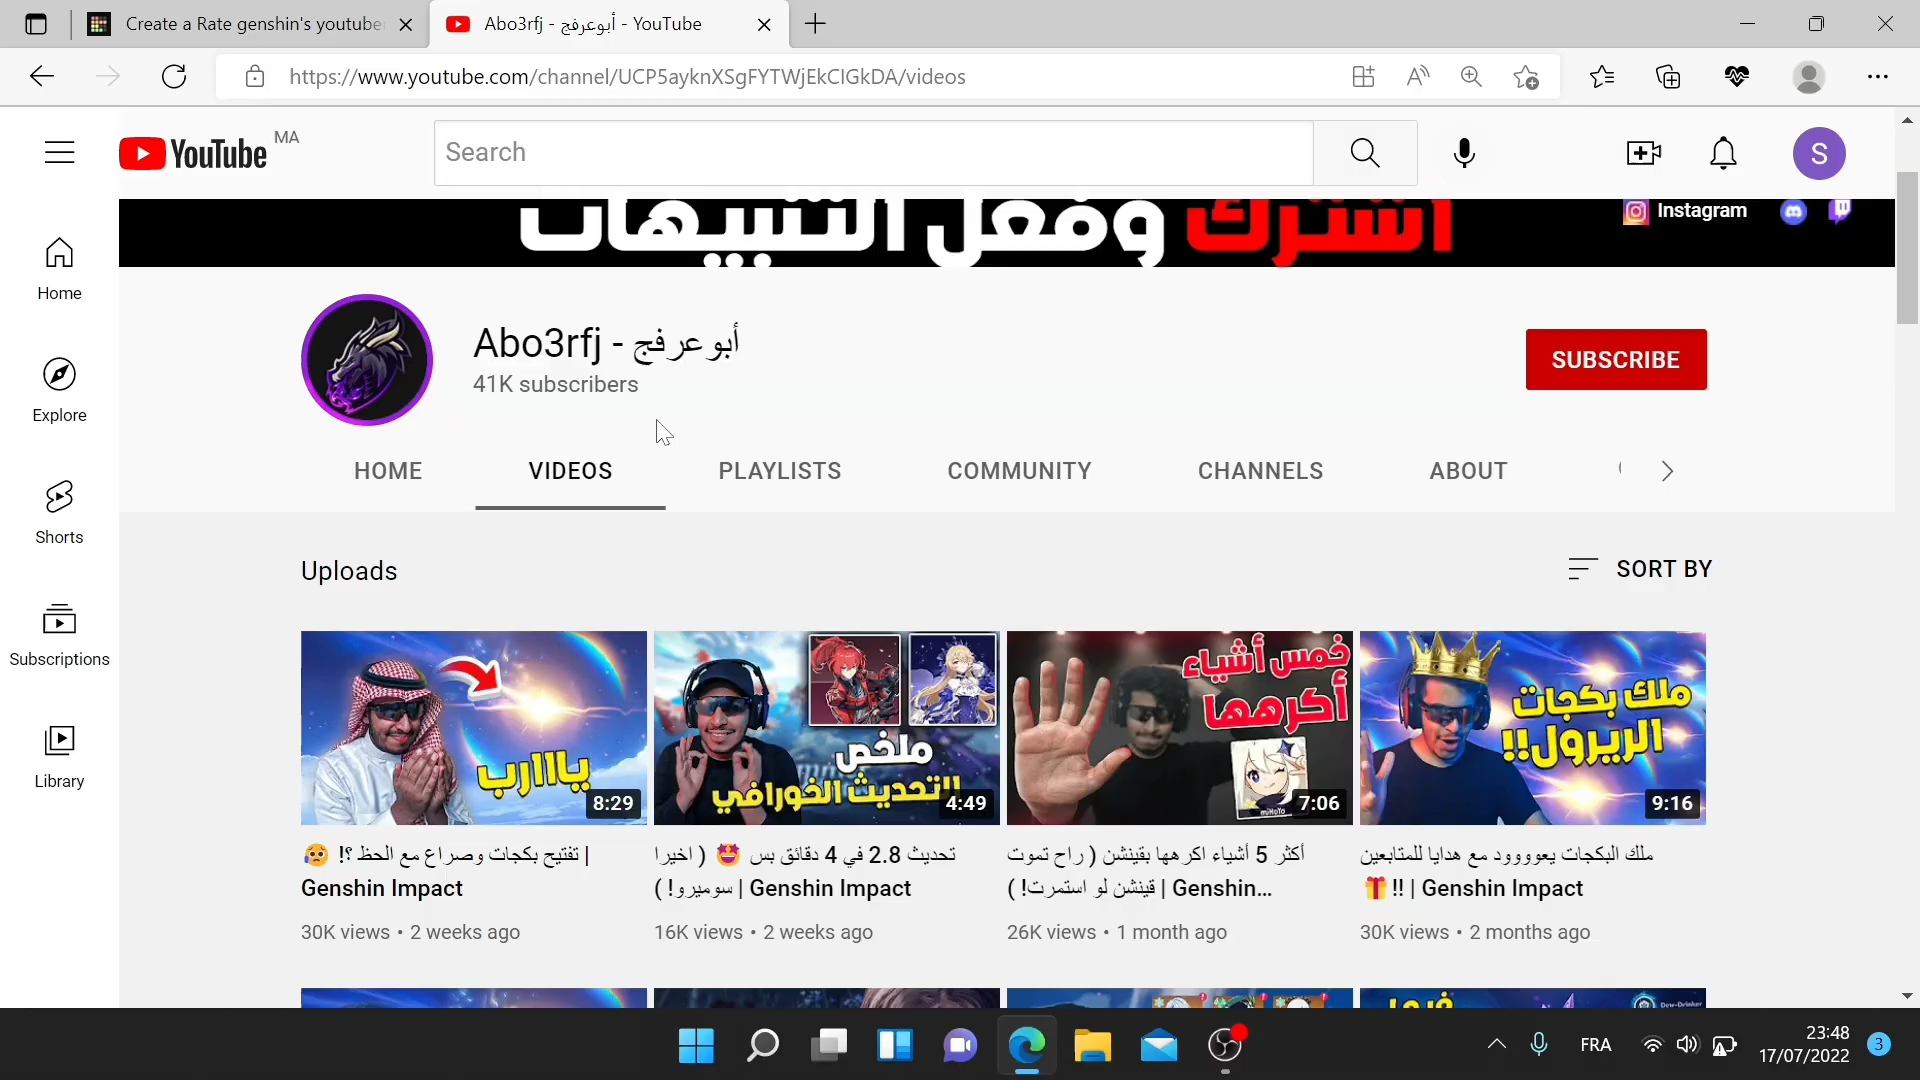 Create a Rate genshin's youtube
Abo3rfj - أبوعرفج - YouTube
https://www.youtube.com/channel/UCP5ayknXSgFYTWjEkCIGkDA/videos
YouTube MA
Search
S
اشترك وفعل التنبيهات
Instagram
Home
Explore
Shorts
Subscriptions
Library
Abo3rfj - أبوعرفج
41K subscribers
SUBSCRIBE
HOME
VIDEOS
PLAYLISTS
COMMUNITY
CHANNELS
ABOUT
Uploads
SORT BY
ياااارب
8:29
ملخص
التحديث الخورافي
4:49
خمس أشياء
أكرهها
miHoYo
7:06
ملك بكجات
الريرول!!
9:16
تفتيح بكجات وصراع مع الحظ ؟! 😥 |
Genshin Impact
30K views • 2 weeks ago
تحديث 2.8 في 4 دقائق بس 🤩 ( اخيرا
سوميرو! ) | Genshin Impact
16K views • 2 weeks ago
أكثر 5 أشياء اكرهها بقينشن ( راح تموت
قينشن لو استمرت! ) | Genshin...
26K views • 1 month ago
ملك البكجات يعوووود مع هدايا للمتابعين
🎁 !! | Genshin Impact
30K views • 2 months ago
Dew-Drinker
FRA
23:48
17/07/2022
3